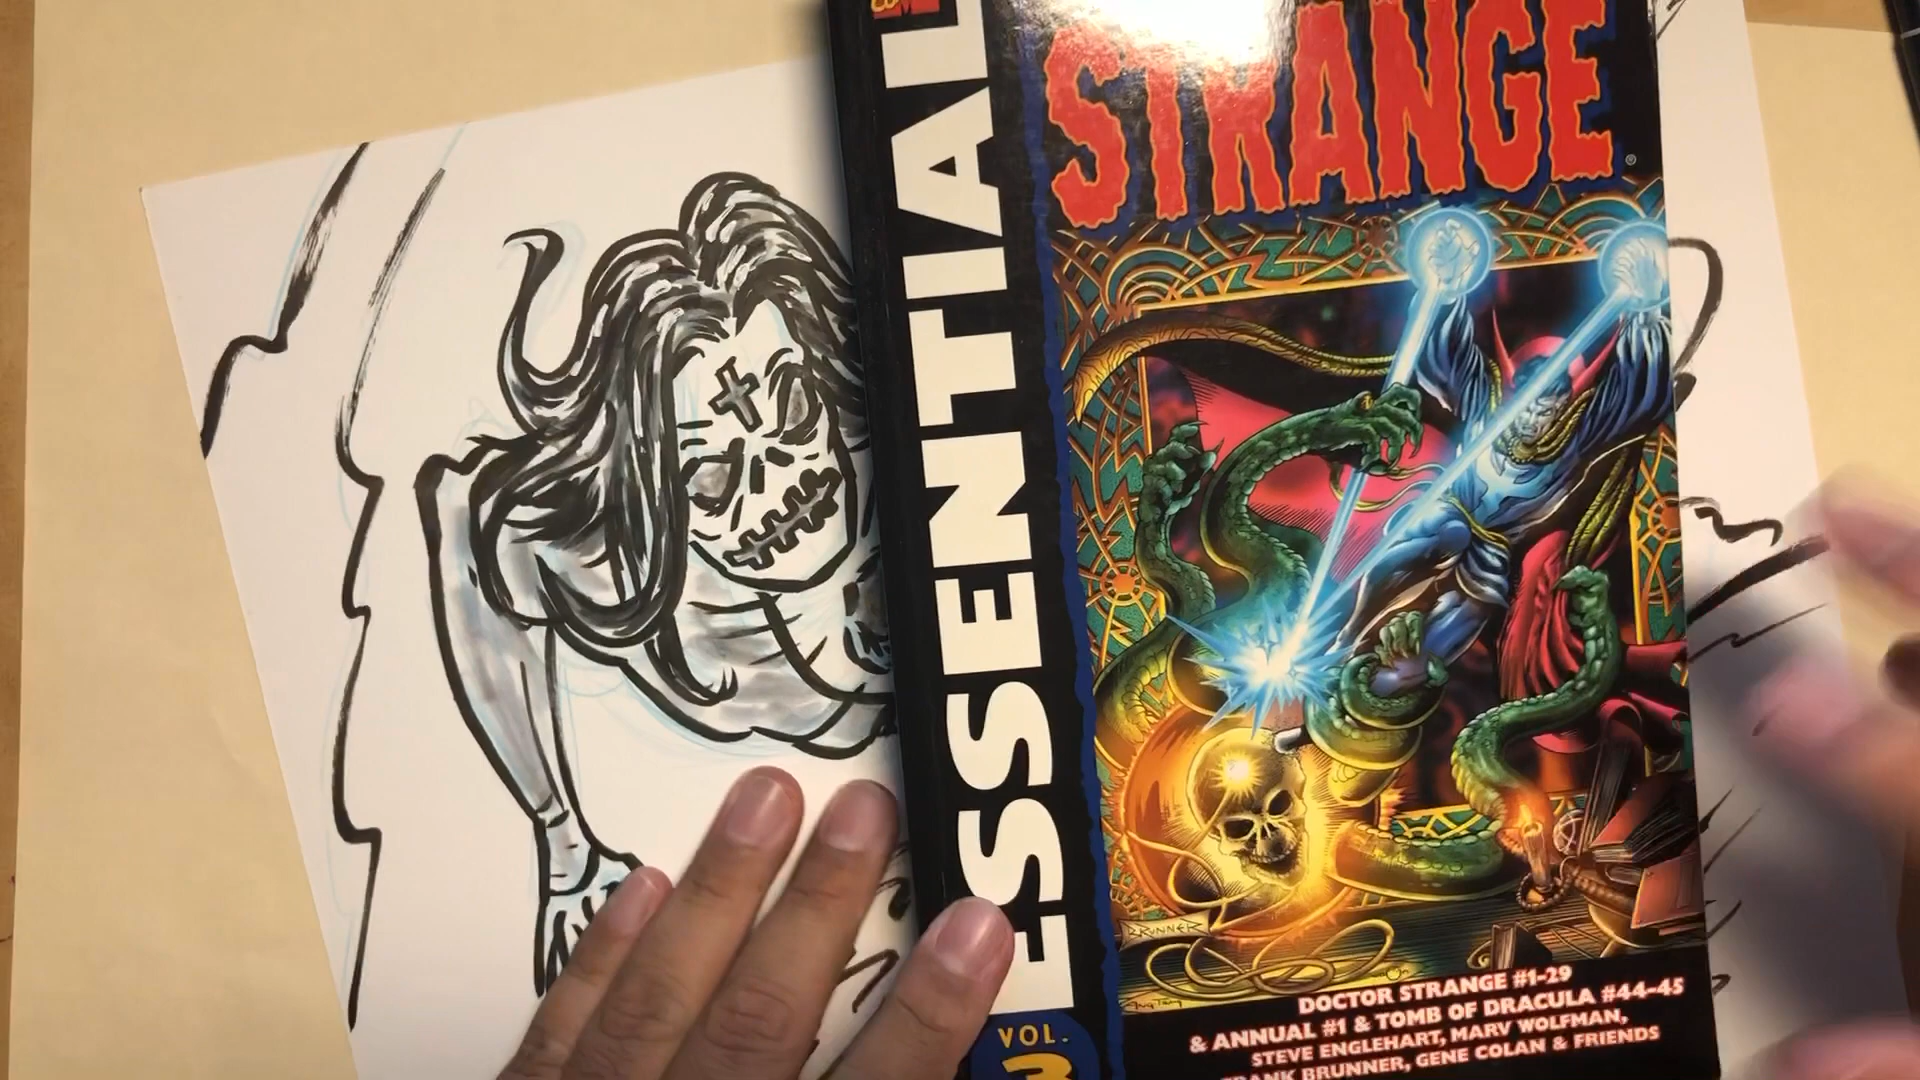 ESSENTIAL
STRANGE
BRUNNER
DOCTOR STRANGE #1-29
& ANNUAL #1 & TOMB OF DRACULA #44-45
STEVE ENGLEHART, MARV WOLFMAN,
FRANK BRUNNER, GENE COLAN & FRIENDS
VOL.
3